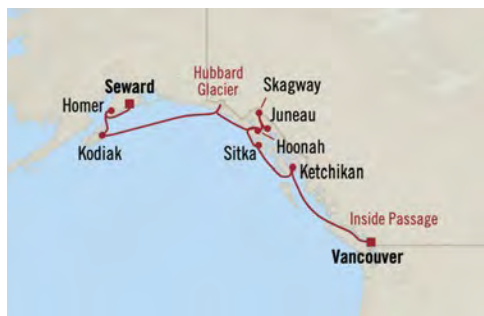 Hubbard
Glacier
Skagway
Seward
Homer
Juneau
Hoonah
Kodiak
Sitka
Ketchikan
Inside Passage
Vancouver